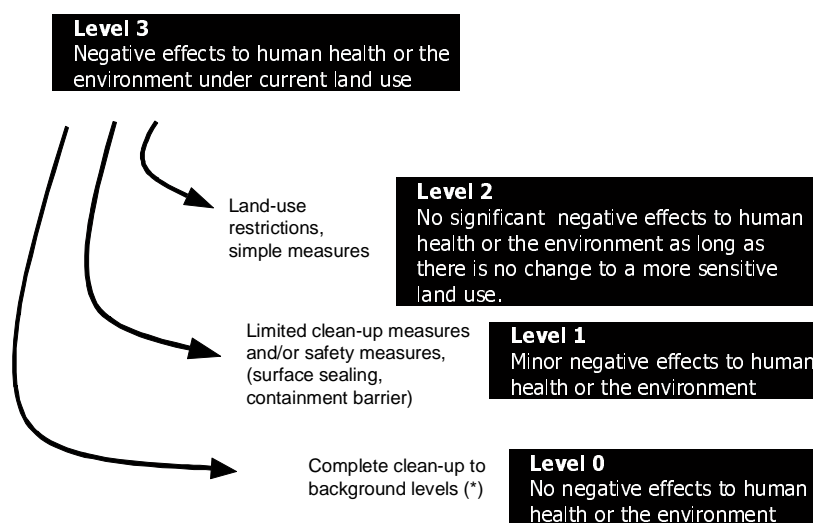 Level 3
Negative effects to human health or the
environment under current land use
Land-use
restrictions,
simple measures
Level 2
No significant negative effects to human
health or the environment as long as
there is no change to a more sensitive
land use.
Limited clean-up measures
and/or safety measures,
(surface sealing,
containment barrier)
Level 1
Minor negative effects to human
health or the environment
Complete clean-up to
background levels (*)
Level 0
No negative effects to human
health or the environment